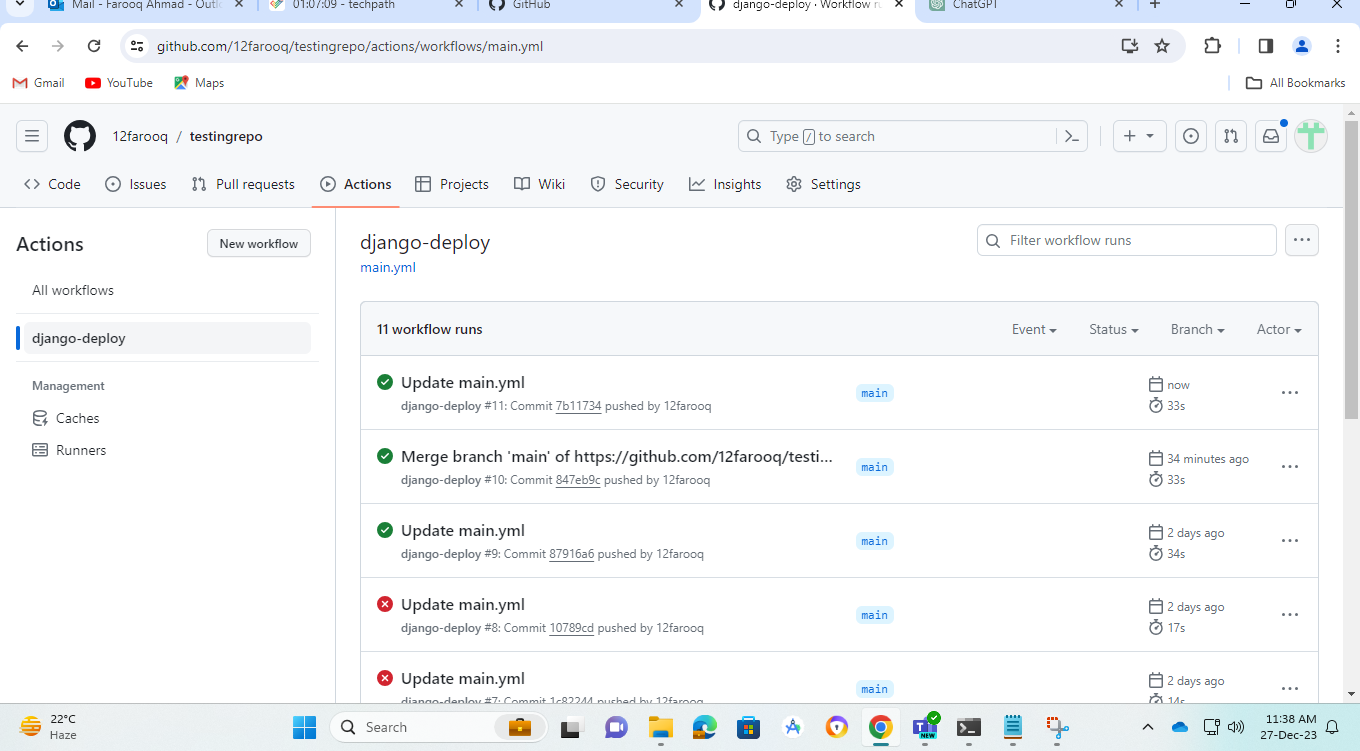 Mail - Farooq Ahmad - Outlo
01:07:09 - techpath
GitHub
django-deploy · Workflow ru
ChatGPT
github.com/12farooq/testingrepo/actions/workflows/main.yml
Gmail
YouTube
Maps
All Bookmarks
12farooq / testingrepo
Type / to search
Code
Issues
Pull requests
Actions
Projects
Wiki
Security
Insights
Settings
Actions
New workflow
All workflows
django-deploy
Management
Caches
Runners
django-deploy
main.yml
Filter workflow runs
11 workflow runs
Event
Status
Branch
Actor
Update main.yml
django-deploy #11: Commit 7b11734 pushed by 12farooq
main
now
33s
Merge branch 'main' of https://github.com/12farooq/testi...
django-deploy #10: Commit 847eb9c pushed by 12farooq
main
34 minutes ago
33s
Update main.yml
django-deploy #9: Commit 87916a6 pushed by 12farooq
main
2 days ago
34s
Update main.yml
django-deploy #8: Commit 10789cd pushed by 12farooq
main
2 days ago
17s
Update main.yml
django-deploy #7: Commit 1c82244 pushed by 12farooq
main
2 days ago
14s
22°C
Haze
Search
NEW
11:38 AM
27-Dec-23